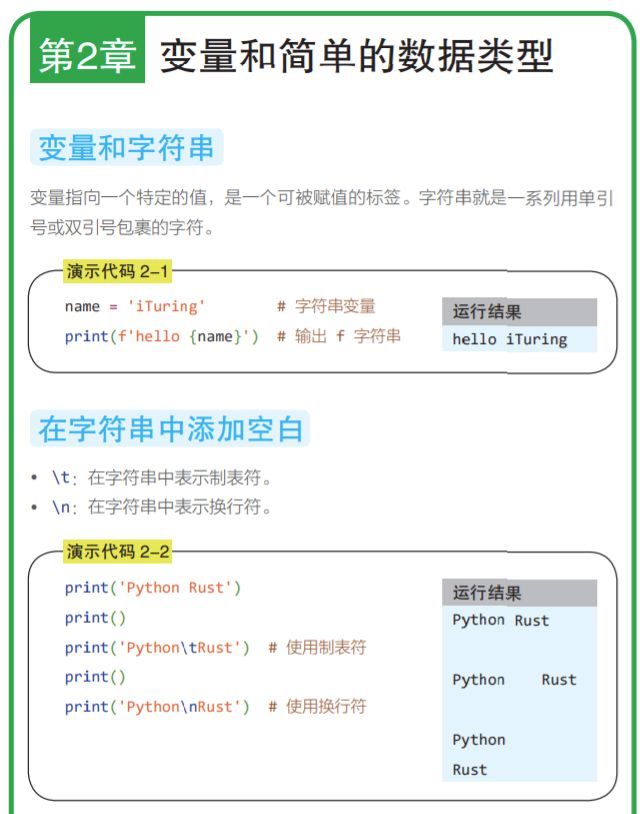 第2章 变量和简单的数据类型
变量和字符串
变量指向一个特定的值，是一个可被赋值的标签。字符串就是一系列用单引
号或双引号包裹的字符。
演示代码 2–1
name = 'iTuring' # 字符串变量
print(f'hello {name}') # 输出 f 字符串
运行结果
hello iTuring
在字符串中添加空白
• \t：在字符串中表示制表符。
• \n：在字符串中表示换行符。
演示代码 2–2
print('Python Rust')
print()
print('Python\tRust') # 使用制表符
print()
print('Python\nRust') # 使用换行符
运行结果
Python Rust
Python Rust
Python
Rust